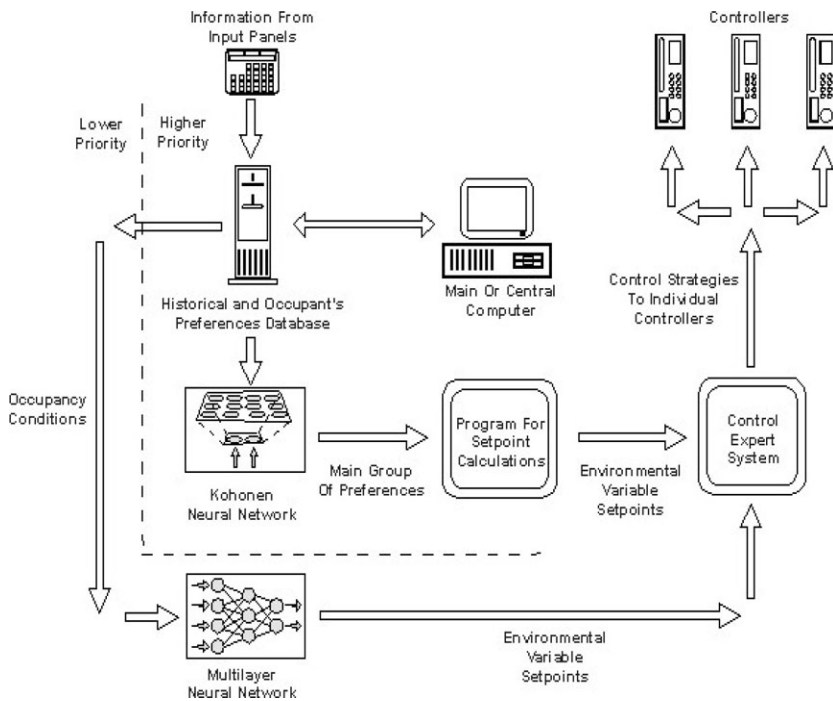 Information From
Input Panels
Controllers
Lower
Priority
Higher
Priority
Historical and Occupant's
Preferences Database
Main Or Central
Computer
Control Strategies
To Individual
Controllers
Occupancy
Conditions
Kohonen
Neural Network
Main Group
Of Preferences
Program For
Setpoint
Calculations
Environmental
Variable
Setpoints
Control
Expert
System
Multilayer
Neural Network
Environmental
Variable
Setpoints